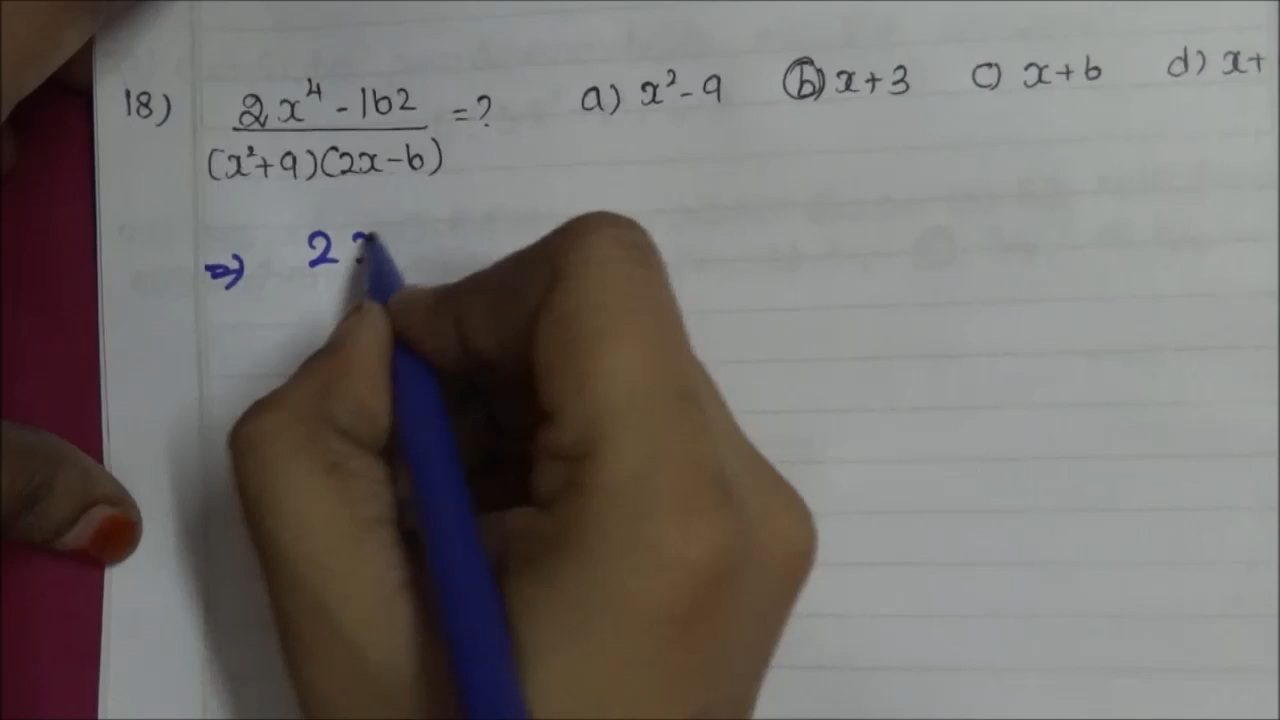 18) 2x⁴ - 162 = ? a) x² - 9 b) x + 3 c) x + 6 d) x +
(x² + 9)(2x - 6)
⇒ 2